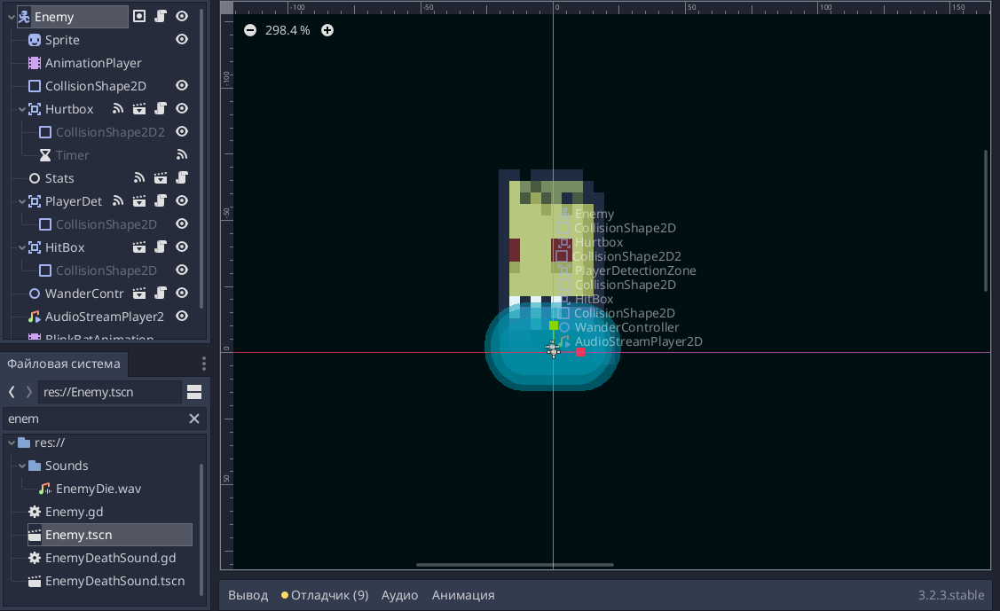 Enemy
Sprite
AnimationPlayer
CollisionShape2D
Hurtbox
CollisionShape2D2
Timer
Stats
PlayerDet
CollisionShape2D
HitBox
CollisionShape2D
WanderContr
AudioStreamPlayer2
BlinkBatAnimation
Файловая система
res://Enemy.tscn
enem
res://
Sounds
EnemyDie.wav
Enemy.gd
Enemy.tscn
EnemyDeathSound.gd
EnemyDeathSound.tscn
-100 -50 0 50 100 150
298.4 %
-100
-50
0
50
Enemy
CollisionShape2D
Hurtbox
CollisionShape2D2
PlayerDetectionZone
CollisionShape2D
HitBox
CollisionShape2D
WanderController
AudioStreamPlayer2D
Вывод Отладчик (9) Аудио Анимация 3.2.3.stable